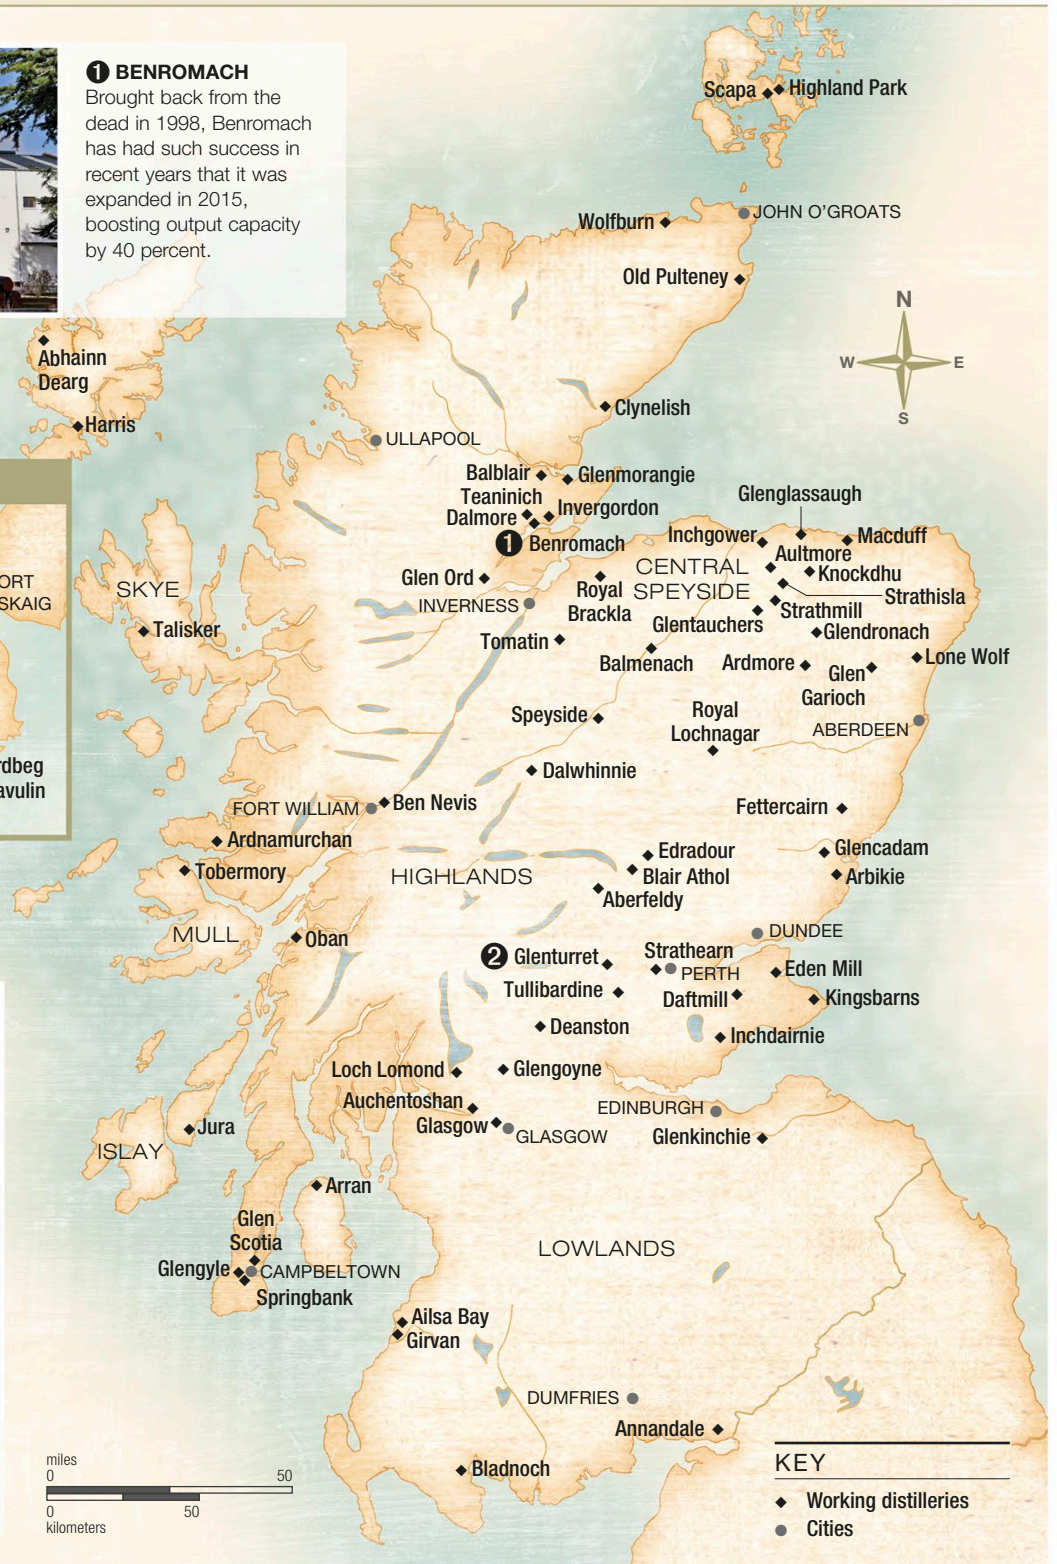 ❶ BENROMACH
Brought back from the
dead in 1998, Benromach
has had such success in
recent years that it was
expanded in 2015,
boosting output capacity
by 40 percent.
Scapa
Highland Park
JOHN O'GROATS
Wolfburn
Old Pulteney
N
W
E
S
Abhainn
Dearg
Harris
Clynelish
ULLAPOOL
Balblair
Glenmorangie
Teaninich
Invergordon
Dalmore
❶ Benromach
Glenglassaugh
Inchgower
Macduff
Aultmore
CENTRAL
SPEYSIDE
Knockdhu
Strathisla
Strathmill
Glentauchers
Glendronach
Glen Ord
Royal
Brackla
INVERNESS
SKYE
Talisker
ORT
SKAIG
Tomatin
Balmenach
Ardmore
Glen
Garioch
Lone Wolf
Speyside
Royal
Lochnagar
ABERDEEN
rdbeg
avulin
Dalwhinnie
FORT WILLIAM
Ben Nevis
Fettercairn
Ardnamurchan
Tobermory
HIGHLANDS
Edradour
Blair Athol
Aberfeldy
Glencadam
Arbikie
MULL
Oban
DUNDEE
❷ Glenturret
Strathearn
PERTH
Eden Mill
Tullibardine
Daftmill
Kingsbarns
Deanston
Inchdairnie
Loch Lomond
Glengoyne
Auchentoshan
Glasgow
GLASGOW
EDINBURGH
Glenkinchie
Jura
ISLAY
Arran
Glen
Scotia
Glengyle
CAMPBELTOWN
Springbank
LOWLANDS
Ailsa Bay
Girvan
DUMFRIES
Annandale
Bladnoch
miles
0 50
0 50
kilometers
KEY
Working distilleries
Cities